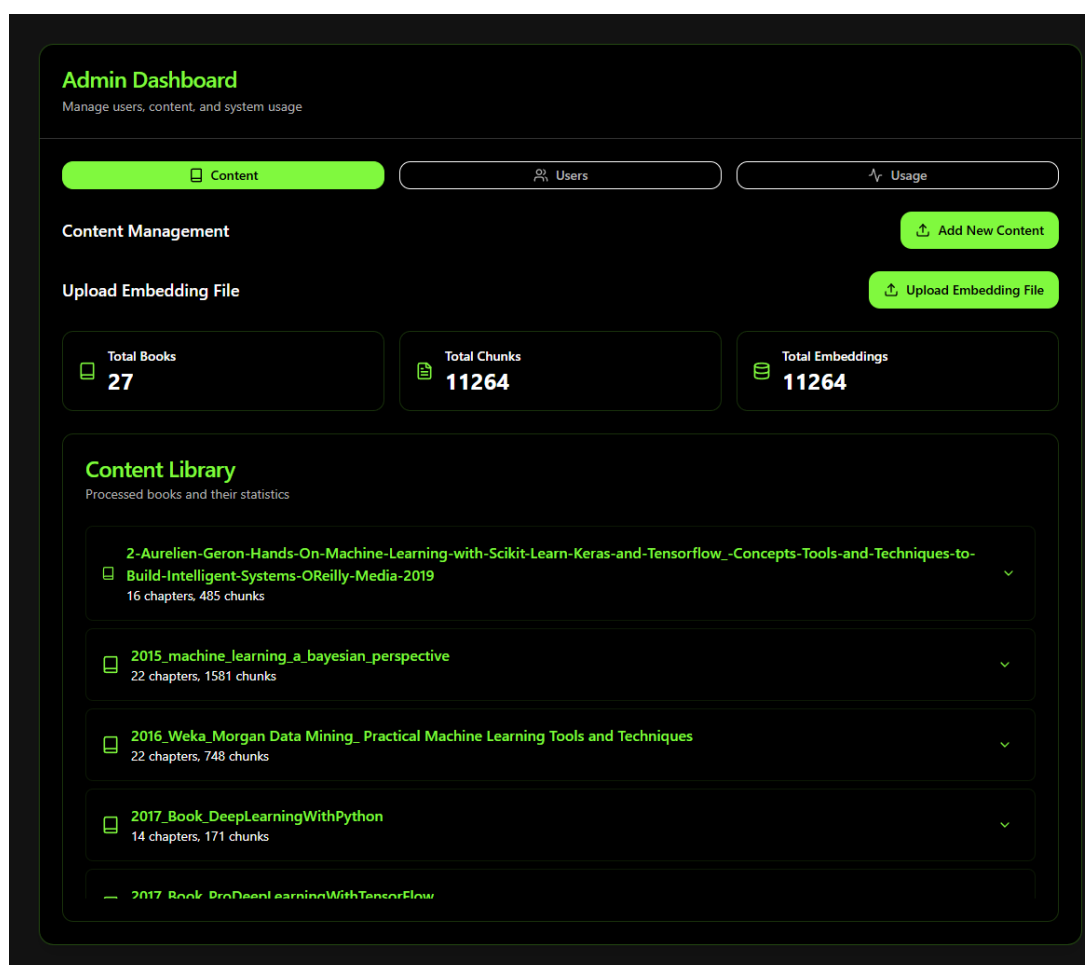 Admin Dashboard
Manage users, content, and system usage
Content
Users
Usage
Content Management
Add New Content
Upload Embedding File
Upload Embedding File
Total Books
27
Total Chunks
11264
Total Embeddings
11264
Content Library
Processed books and their statistics
2-Aurelien-Geron-Hands-On-Machine-Learning-with-Scikit-Learn-Keras-and-Tensorflow_-Concepts-Tools-and-Techniques-to-
Build-Intelligent-Systems-OReilly-Media-2019
16 chapters, 485 chunks
2015_machine_learning_a_bayesian_perspective
22 chapters, 1581 chunks
2016_Weka_Morgan Data Mining_ Practical Machine Learning Tools and Techniques
22 chapters, 748 chunks
2017_Book_DeepLearningWithPython
14 chapters, 171 chunks
2017_Book_ProDeepLearningWithTensorFlow